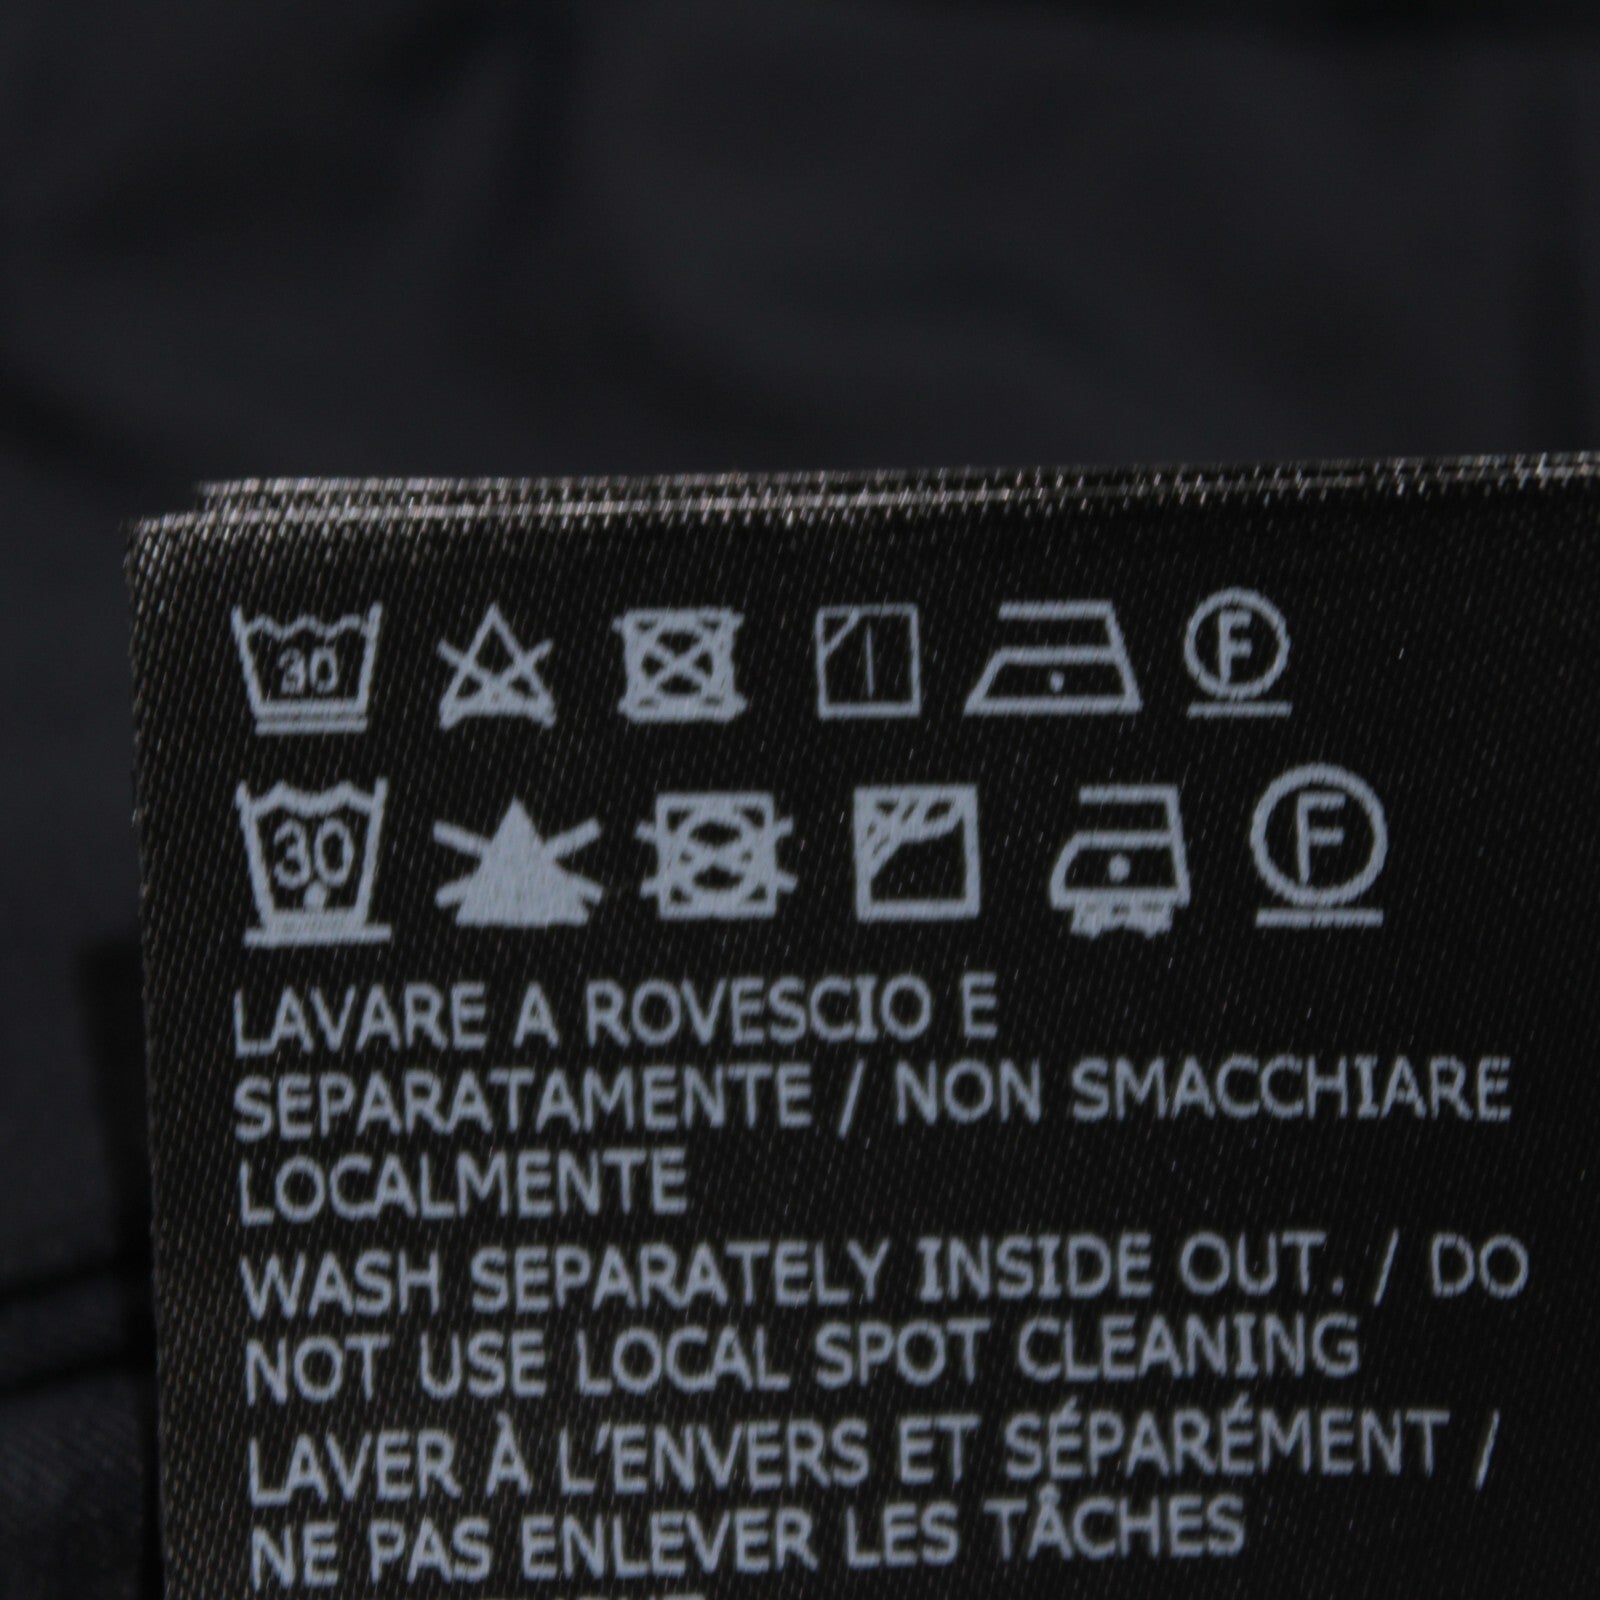 30 F
30 F
LAVARE A ROVESCIO E
SEPARATAMENTE / NON SMACCHIARE
LOCALMENTE
WASH SEPARATELY INSIDE OUT. / DO
NOT USE LOCAL SPOT CLEANING
LAVER À L'ENVERS ET SÉPARÉMENT /
NE PAS ENLEVER LES TÂCHES